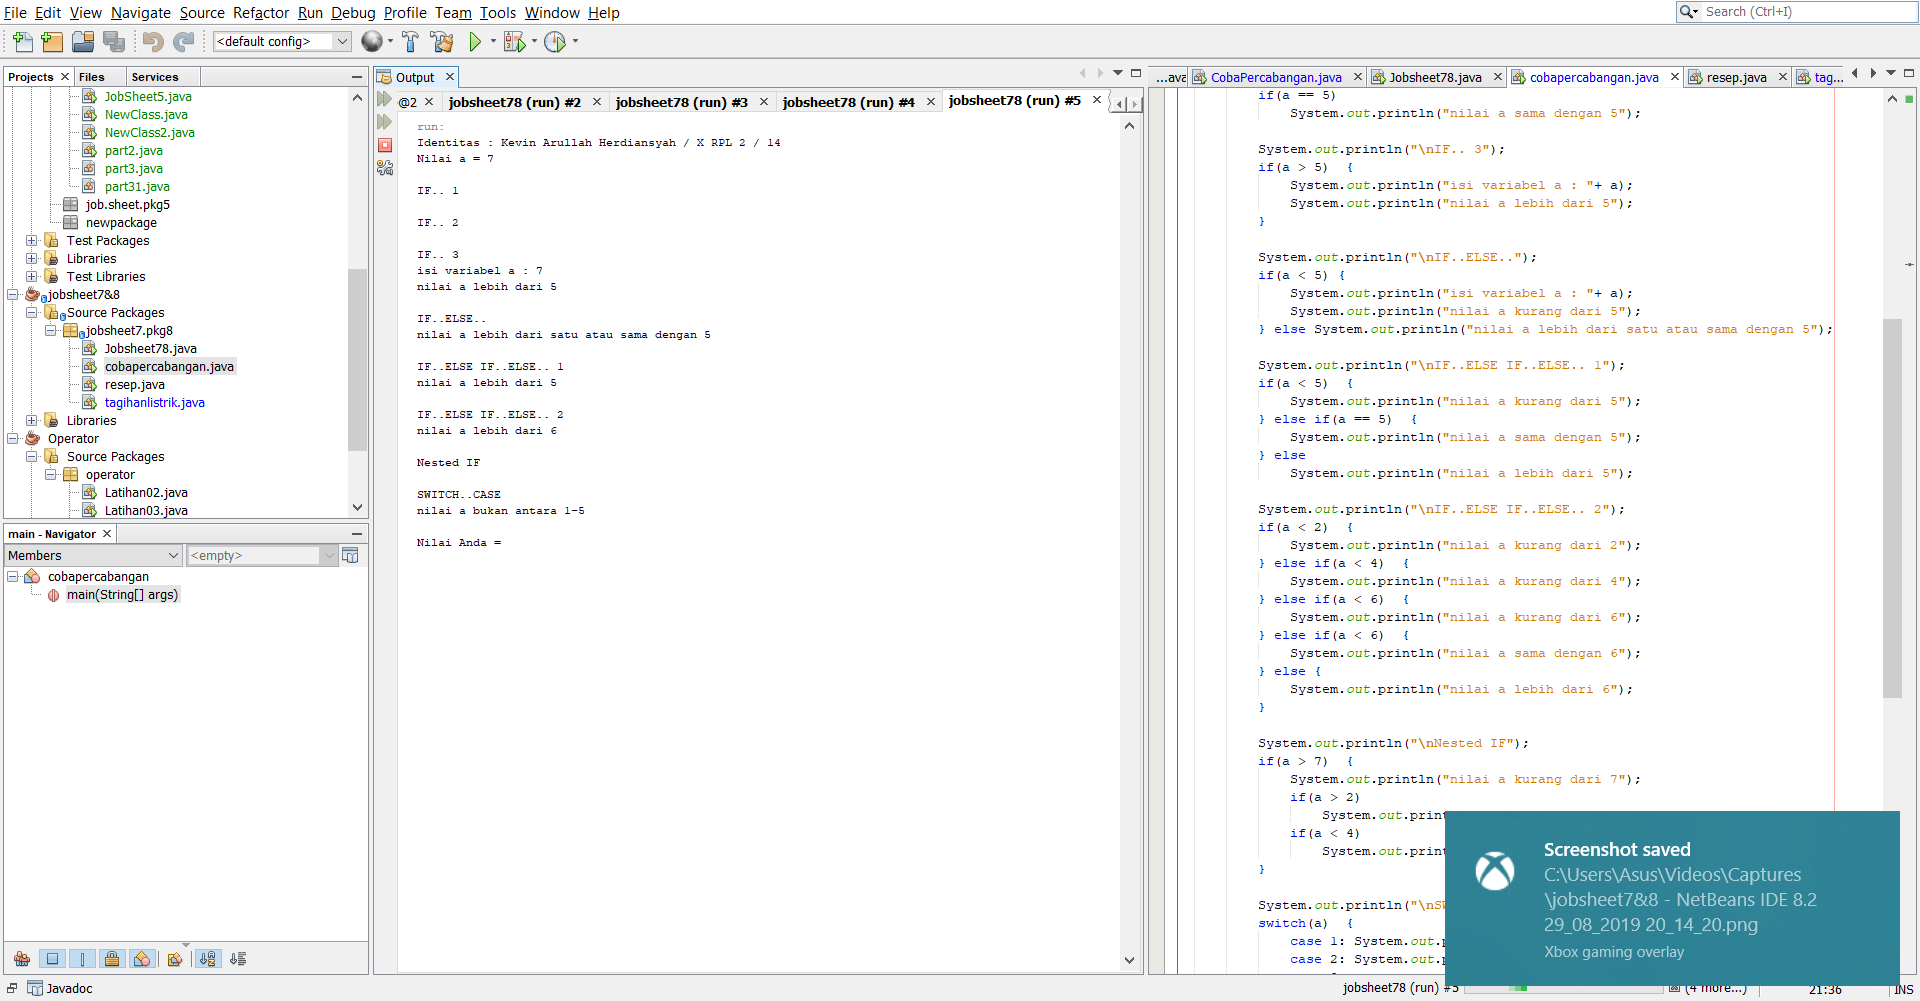 File Edit View Navigate Source Refactor Run Debug Profile Team Tools Window Help
Search (Ctrl+I)
<default config>
Projects Files Services
JobSheet5.java
NewClass.java
NewClass2.java
part2.java
part3.java
part31.java
job.sheet.pkg5
newpackage
Test Packages
Libraries
Test Libraries
jobsheet7&8
Source Packages
jobsheet7.pkg8
Jobsheet78.java
cobapercabangan.java
resep.java
tagihanlistrik.java
Libraries
Operator
Source Packages
operator
Latihan02.java
Latihan03.java
main - Navigator
Members
<empty>
cobapercabangan
main(String[] args)
Output
@2 jobsheet78 (run) #2 jobsheet78 (run) #3 jobsheet78 (run) #4 jobsheet78 (run) #5
run:
Identitas : Kevin Arullah Herdiansyah / X RPL 2 / 14
Nilai a = 7
IF.. 1
IF.. 2
IF.. 3
isi variabel a : 7
nilai a lebih dari 5
IF..ELSE..
nilai a lebih dari satu atau sama dengan 5
IF..ELSE IF..ELSE.. 1
nilai a lebih dari 5
IF..ELSE IF..ELSE.. 2
nilai a lebih dari 6
Nested IF
SWITCH..CASE
nilai a bukan antara 1-5
Nilai Anda =
...ava CobaPercabangan.java Jobsheet78.java cobapercabangan.java resep.java tag...
if(a == 5)
System.out.println("nilai a sama dengan 5");
System.out.println("\nIF.. 3");
if(a > 5) {
System.out.println("isi variabel a : "+ a);
System.out.println("nilai a lebih dari 5");
}
System.out.println("\nIF..ELSE..");
if(a < 5) {
System.out.println("isi variabel a : "+ a);
System.out.println("nilai a kurang dari 5");
} else System.out.println("nilai a lebih dari satu atau sama dengan 5");
System.out.println("\nIF..ELSE IF..ELSE.. 1");
if(a < 5) {
System.out.println("nilai a kurang dari 5");
} else if(a == 5) {
System.out.println("nilai a sama dengan 5");
} else
System.out.println("nilai a lebih dari 5");
System.out.println("\nIF..ELSE IF..ELSE.. 2");
if(a < 2) {
System.out.println("nilai a kurang dari 2");
} else if(a < 4) {
System.out.println("nilai a kurang dari 4");
} else if(a < 6) {
System.out.println("nilai a kurang dari 6");
} else if(a < 6) {
System.out.println("nilai a sama dengan 6");
} else {
System.out.println("nilai a lebih dari 6");
}
System.out.println("\nNested IF");
if(a > 7) {
System.out.println("nilai a kurang dari 7");
if(a > 2)
System.out.print
if(a < 4)
System.out.print
}
System.out.println("\nSW
switch(a) {
case 1: System.out.p
case 2: System.out.p
Screenshot saved
C:\Users\Asus\Videos\Captures
\jobsheet7&8 - NetBeans IDE 8.2
29_08_2019 20_14_20.png
Xbox gaming overlay
Javadoc
jobsheet78 (run) #5
(4 more...)
21:36
INS